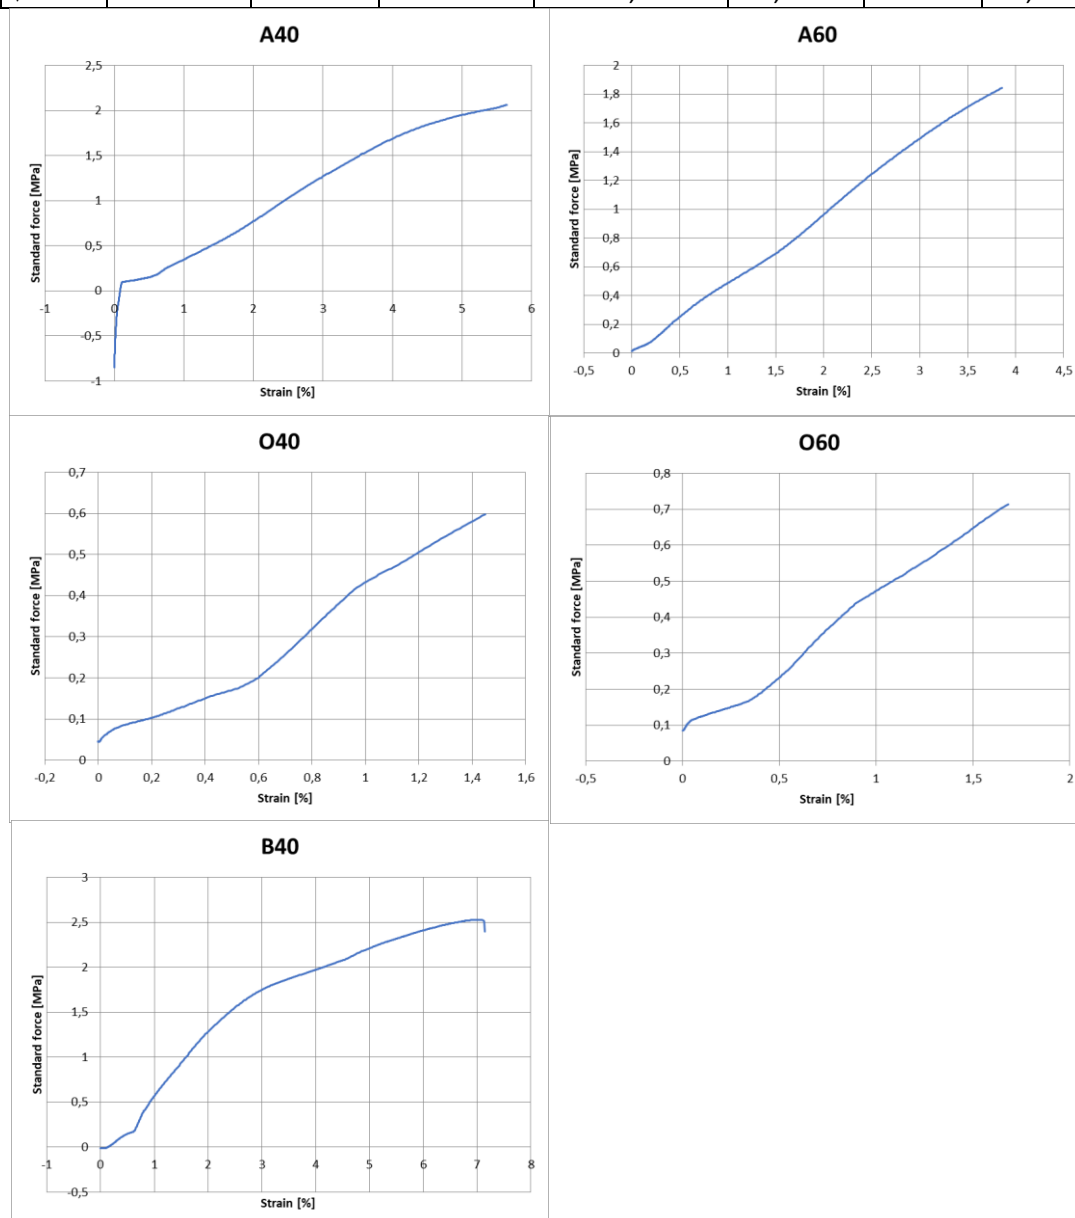 A40
Standard force [MPa]
2,5
2
1,5
1
0,5
0
-0,5
-1
-1 0 1 2 3 4 5 6
Strain [%]
A60
Standard force [MPa]
2
1,8
1,6
1,4
1,2
1
0,8
0,6
0,4
0,2
0
-0,5 0 0,5 1 1,5 2 2,5 3 3,5 4 4,5
Strain [%]
O40
Standard force [MPa]
0,7
0,6
0,5
0,4
0,3
0,2
0,1
0
-0,2 0 0,2 0,4 0,6 0,8 1 1,2 1,4 1,6
Strain [%]
O60
Standard force [MPa]
0,8
0,7
0,6
0,5
0,4
0,3
0,2
0,1
0
-0,5 0 0,5 1 1,5 2
Strain [%]
B40
Standard force [MPa]
3
2,5
2
1,5
1
0,5
0
-0,5
-1 0 1 2 3 4 5 6 7 8
Strain [%]